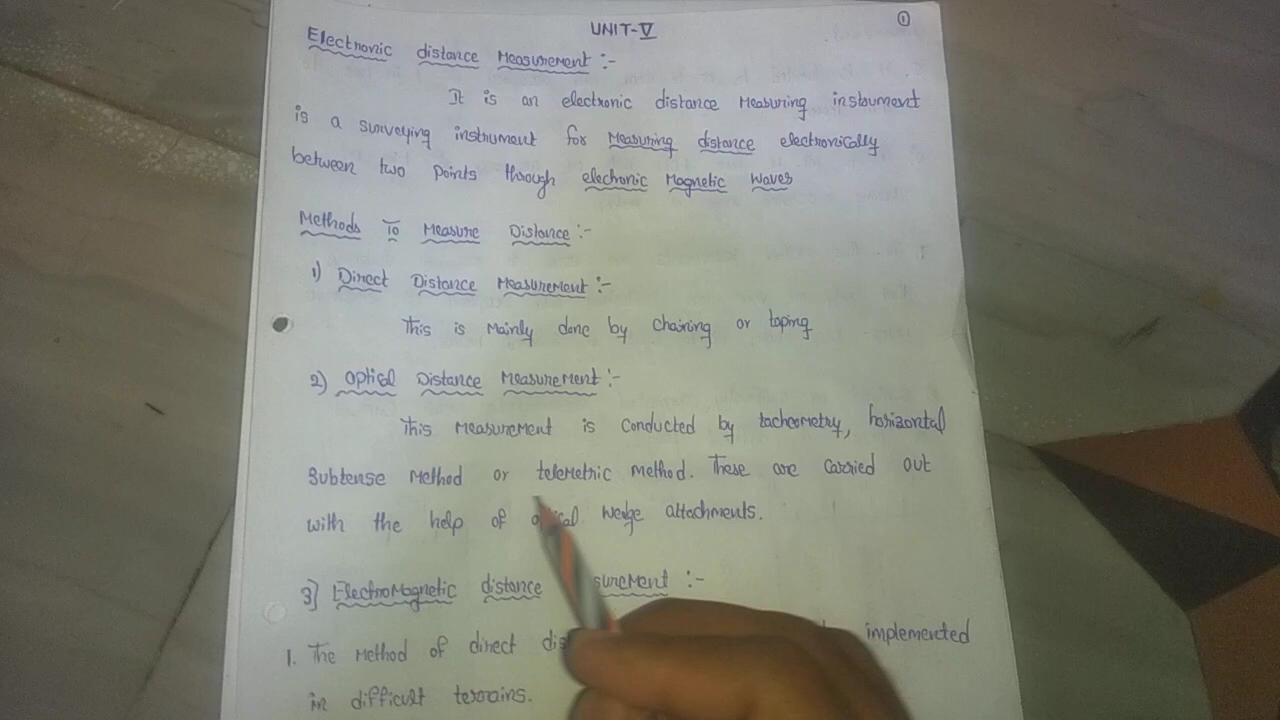 UNIT-V
1
Electronic distance Measurement :-
It is an electronic distance Measuring instrument
is a surveying instrument for Measuring distance electronically
between two points through electronic Magnetic waves
Methods To Measure Distance :-
1) Direct Distance Measurement :-
This is Mainly done by chaining or taping
2) Optical Distance Measurement :-
This Measurement is conducted by tacheometry, horizontal
Subtense Method or telemetric method. These are carried out
with the help of optical wedge attachments.
3] ElectroMagnetic distance surement :-
1. The Method of direct dis implemented
in difficult terrains.